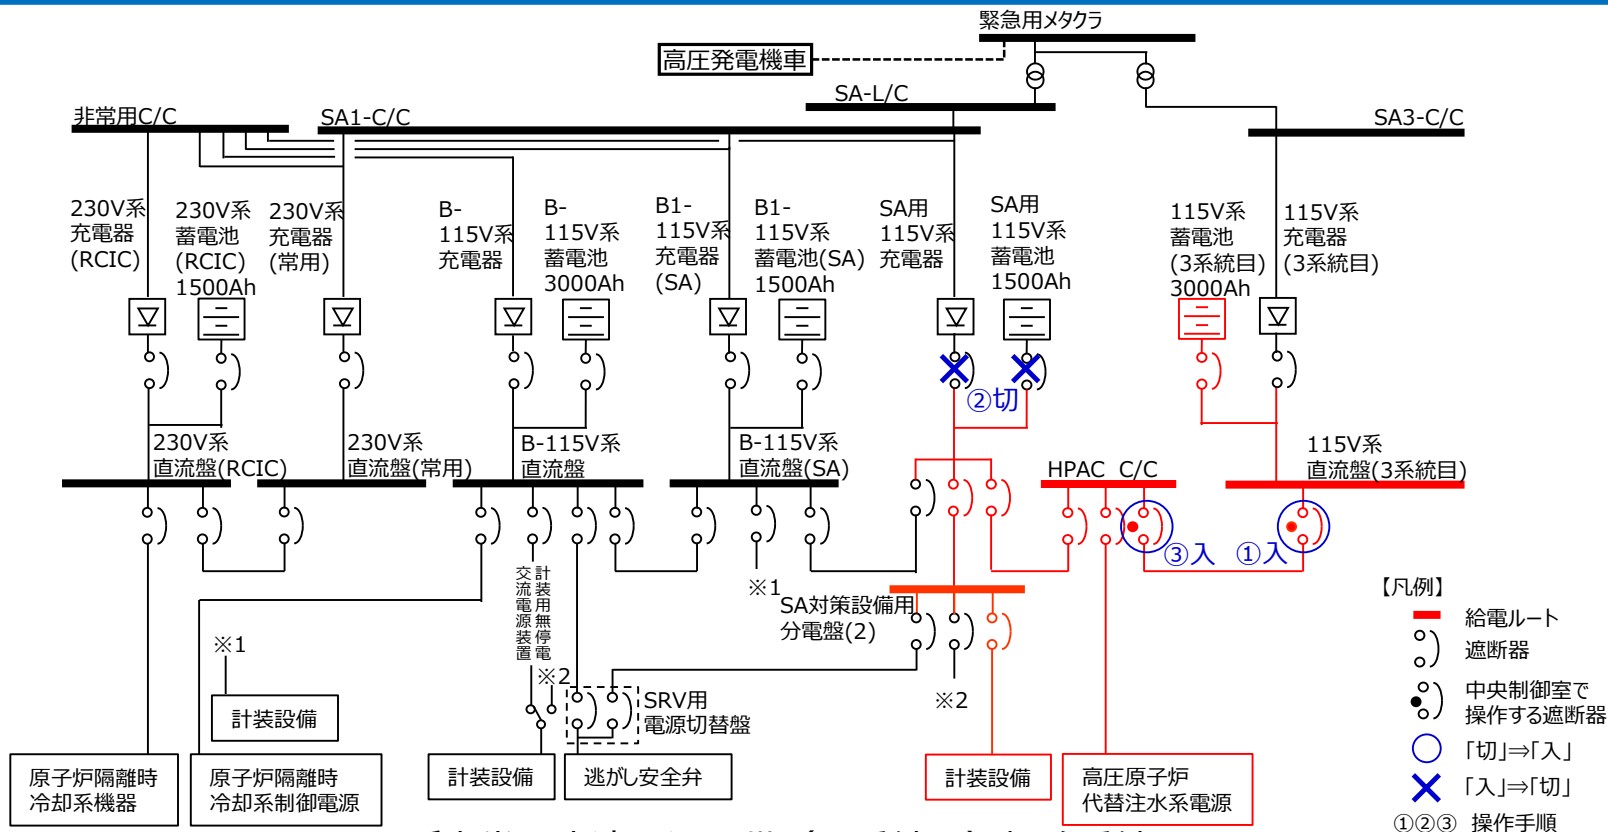 緊急用メタクラ
高圧発電機車
SA-L/C
非常用C/C
SA1-C/C
SA3-C/C
230V系
充電器
(RCIC)
230V系
蓄電池
(RCIC)
1500Ah
230V系
充電器
(常用)
B-
115V系
充電器
B-
115V系
蓄電池
3000Ah
B1-
115V系
充電器
(SA)
B1-
115V系
蓄電池(SA)
1500Ah
SA用
115V系
充電器
SA用
115V系
蓄電池
1500Ah
115V系
蓄電池
(3系統目)
3000Ah
115V系
充電器
(3系統目)
②切
230V系
直流盤(RCIC)
230V系
直流盤(常用)
B-115V系
直流盤
B-115V系
直流盤(SA)
HPAC C/C
115V系
直流盤(3系統目)
③入
①入
計装用無停電
交流電源装置
※1
SA対策設備用
分電盤(2)
※1
※2
SRV用
電源切替盤
※2
計装設備
原子炉隔離時
冷却系機器
原子炉隔離時
冷却系制御電源
計装設備
逃がし安全弁
計装設備
高圧原子炉
代替注水系電源
【凡例】
給電ルート
遮断器
中央制御室で
操作する遮断器
「切」⇒「入」
「入」⇒「切」
①②③ 操作手順